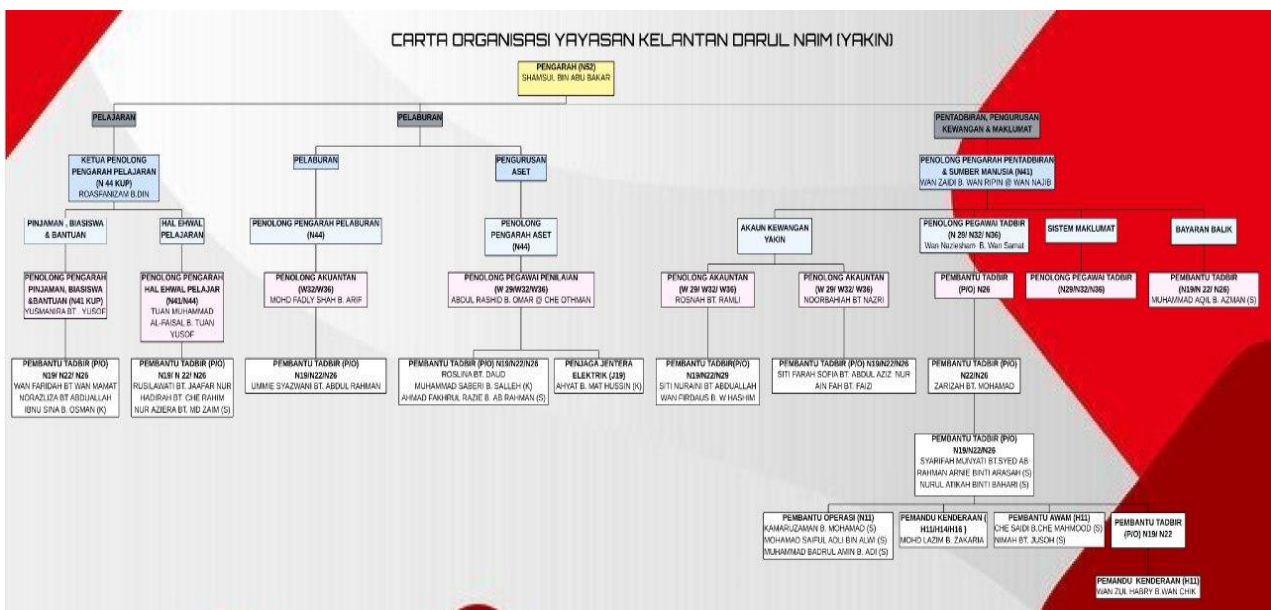 CARTA ORGANISASI YAYASAN KELANTAN DARUL NAIM (YAKIN)
PENGARAH (N52)
SHAMSUL BIN ABU BAKAR
PELAJARAN
PELABURAN
PENTADBIRAN, PENGURUSAN
KEWANGAN & MAKLUMAT
KETUA PENOLONG
PENGARAH PELAJARAN
(N 44 KUP)
ROASFANIZAM B.DIN
PELABURAN
PENGURUSAN
ASET
PENOLONG PENGARAH PENTADBIRAN
& SUMBER MANUSIA (N41)
WAN ZAIDI B. WAN RIPIN @ WAN NAJIB
PINJAMAN , BIASISWA
& BANTUAN
HAL EHWAL
PELAJARAN
PENOLONG PENGARAH PELABURAN
(N44)
PENOLONG
PENGARAH ASET
(N44)
AKAUN KEWANGAN
YAKIN
PENOLONG PEGAWAI TADBIR
(N 29/ N32/ N36)
Wan Naziesham B. Wan Samat
SISTEM MAKLUMAT
BAYARAN BALIK
PENOLONG PENGARAH
PINJAMAN, BIASISWA
&BANTUAN (N41 KUP)
YUSMANIRA BT . YUSOF
PENOLONG PENGARAH
HAL EHWAL PELAJAR
(N41/N44)
TUAN MUHAMMAD
AL-FAISAL B. TUAN
YUSOF
PENOLONG AKUANTAN
(W32/W36)
MOHD FADLY SHAH B. ARIF
PENOLONG PEGAWAI PENILAIAN
(W 29/W32/W36)
ABDUL RASHID B. OMAR @ CHE OTHMAN
PENOLONG AKAUNTAN
(W 29/ W32/ W36)
ROSNAH BT. RAMLI
PENOLONG AKAUNTAN
(W 29/ W32/ W36)
NOORBAHIAH BT NAZRI
PEMBANTU TADBIR
(P/O) N26
PENOLONG PEGAWAI TADBIR
(N29/N32/N36)
PEMBANTU TADBIR
(N19/N 22/ N26)
MUHAMMAD AQIL B. AZMAN (S)
PEMBANTU TADBIR (P/O)
N19/ N22/ N26
WAN FARIDAH BT WAN MAMAT
NORAZLIZA BT ABDUALLAH
IBNU SINA B. OSMAN (K)
PEMBANTU TADBIR (P/O)
N19/ N 22/ N26
RUSILAWATI BT. JAAFAR NUR
HADIRAH BT. CHE RAHIM
NUR AZIERA BT. MD ZAIM (S)
PEMBANTU TADBIR (P/O)
N19/N22/N26
UMMIE SYAZWANI BT. ABDUL RAHMAN
PEMBANTU TADBIR (P/O) N19/N22/N26
ROSLINA BT. DAUD
MUHAMMAD SABERI B. SALLEH (K)
AHMAD FAKHRUL RAZIE B. AB RAHMAN (S)
PENJAGA JENTERA
ELEKTRIK (J19)
AHYAT B. MAT HUSSIN (K)
PEMBANTU TADBIR(P/O)
N19/N22/N29
SITI NURAINI BT ABDUALLAH
WAN FIRDAUS B. W HASHIM
PEMBANTU TADBIR (P/O) N19/N22/N26
SITI FARAH SOFIA BT. ABDUL AZIZ NUR
AIN FAH BT. FAIZI
PEMBANTU TADBIR (P/O)
N22/N26
ZARIZAH BT. MOHAMAD
PEMBANTU TADBIR (P/O)
N19/N22/N26
SYARIFAH MUNYATI BT.SYED AB
RAHMAN ARNIE BINTI ARASAH (S)
NURUL ATIKAH BINTI BAHARI (S)
PEMBANTU OPERASI (N11)
KAMARUZAMAN B. MOHAMAD (S)
MOHAMAD SAIFUL ADLI BIN ALWI (S)
MUHAMMAD BADRUL AMIN B. ADI (S)
PEMANDU KENDERAAN (
H11/H14/H16 )
MOHD LAZIM B. ZAKARIA
PEMBANTU AWAM (H11)
CHE SAIDI B.CHE MAHMOOD (S)
NIMAH BT. JUSOH (S)
PEMBANTU TADBIR
(P/O) N19/ N22
PEMANDU KENDERAAN (H11)
WAN ZUL HABRY B.WAN CHIK